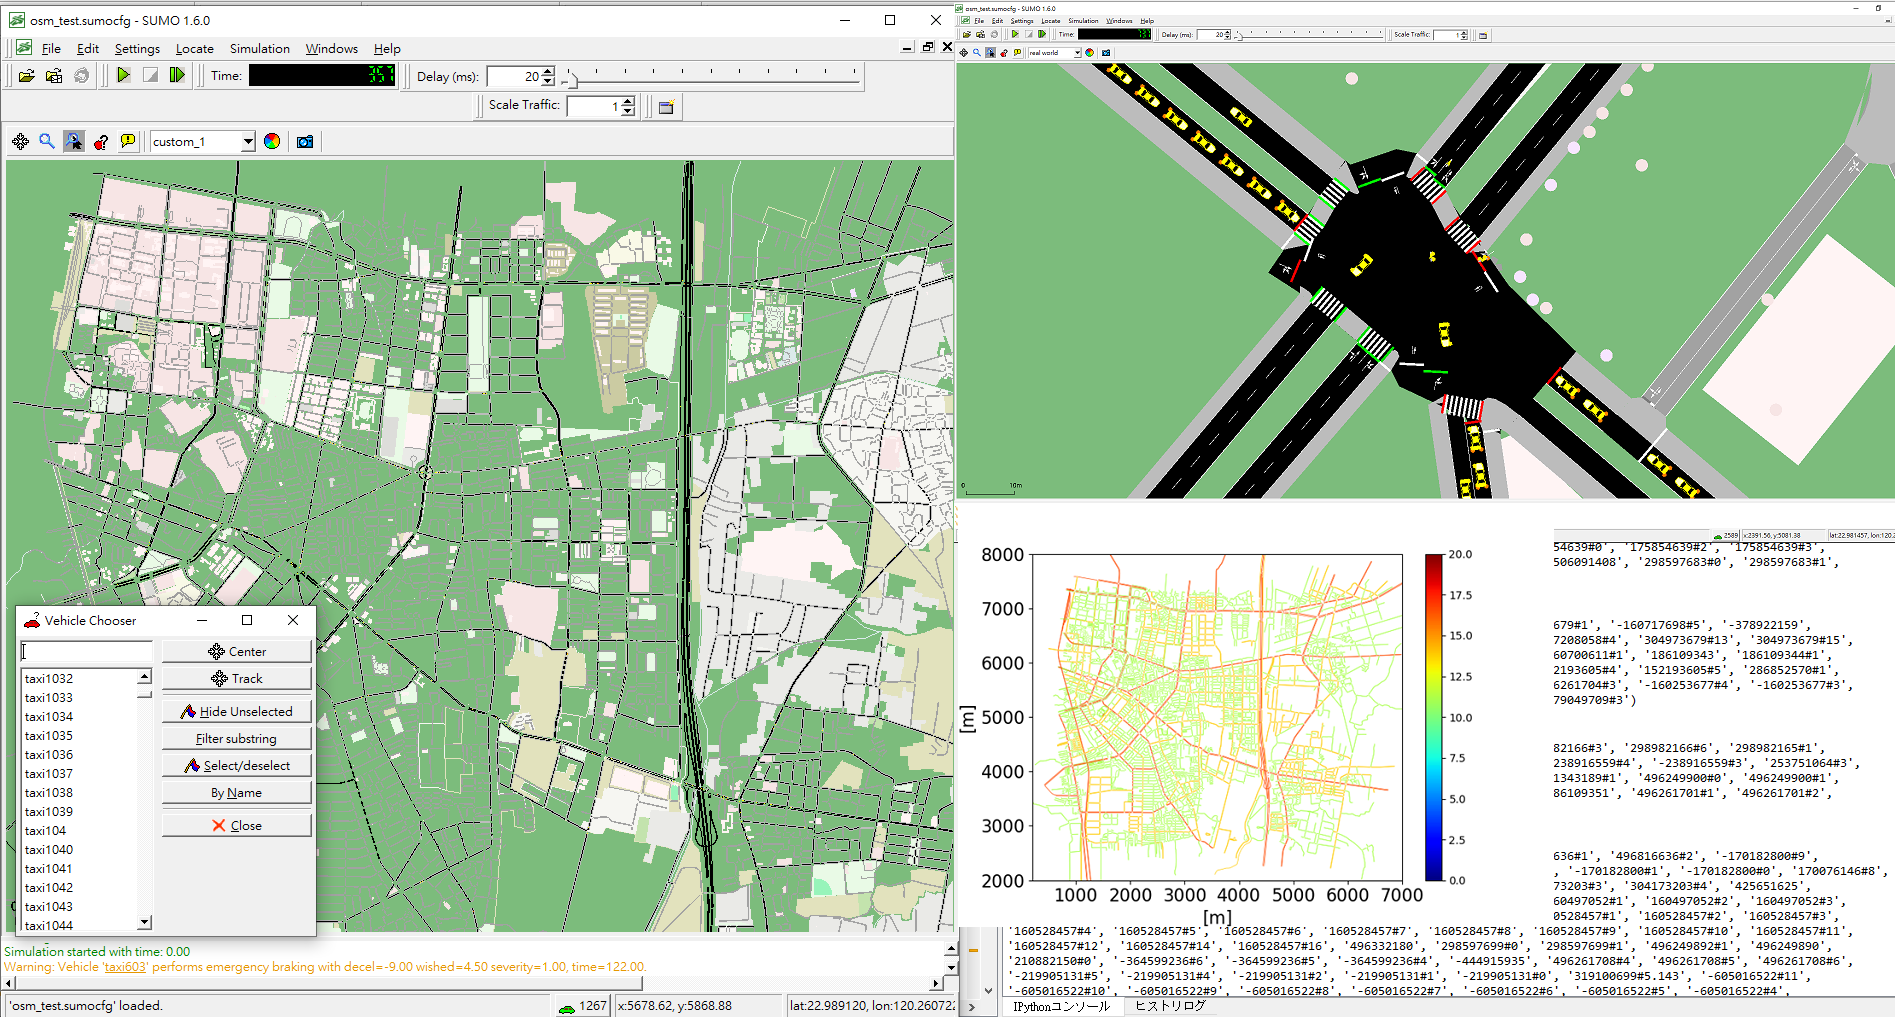 osm_test.sumocfg - SUMO 1.6.0
File Edit Settings Locate Simulation Windows Help
Time: 357 Delay (ms): 20
Scale Traffic: 1
custom_1
Vehicle Chooser
Center
Track
Hide Unselected
Filter substring
Select/deselect
By Name
Close
taxi1032
taxi1033
taxi1034
taxi1035
taxi1036
taxi1037
taxi1038
taxi1039
taxi104
taxi1040
taxi1041
taxi1042
taxi1043
taxi1044
Simulation started with time: 0.00
Warning: Vehicle 'taxi603' performs emergency braking with decel=-9.00 wished=4.50 severity=1.00, time=122.00.
'osm_test.sumocfg' loaded.
1267
x:5678.62, y:5868.88
lat:22.989120, lon:120.260722
osm_test.sumocfg - SUMO 1.6.0
File Edit Settings Locate Simulation Windows Help
Time: Delay (ms): 20 Scale Traffic: 1
real world
0 10m
2589 x:2391.56, y:5081.38 lat:22.981457, lon:120.2
8000
7000
6000
5000
4000
3000
2000
[m]
1000 2000 3000 4000 5000 6000 7000
[m]
20.0
17.5
15.0
12.5
10.0
7.5
5.0
2.5
0.0
54639#0', '175854639#2', '175854639#3',
506091408', '298597683#0', '298597683#1',
679#1', '-160717698#5', '-378922159',
7208058#4', '304973679#13', '304973679#15
60700611#1', '186109343', '186109344#1',
2193605#4', '152193605#5', '286852570#1',
6261704#3', '-160253677#4', '-160253677#3',
79049709#3')
82166#3', '298982166#6', '298982165#1',
238916559#4', '-238916559#3', '253751064#3',
1343189#1', '496249900#0', '496249900#1',
86109351', '496261701#1', '496261701#2',
636#1', '496816636#2', '-170182800#9',
, '-170182800#1', '-170182800#0', '170076146#8',
73203#3', '304173203#4', '425651625',
60497052#1', '160497052#2', '160497052#3',
0528457#1', '160528457#2', '160528457#3',
'160528457#4', '160528457#5', '160528457#6', '160528457#7', '160528457#8', '160528457#9', '160528457#10', '160528457#11',
'160528457#12', '160528457#14', '160528457#16', '496332180', '298597699#0', '298597699#1', '496249892#1', '496249890',
'210882150#0', '-364599236#6', '-364599236#5', '-364599236#4', '-444915935', '496261708#4', '496261708#5', '496261708#6',
'-219905131#5', '-219905131#4', '-219905131#2', '-219905131#1', '-219905131#0', '319100699#5.143', '-605016522#11',
'-605016522#10', '-605016522#9', '-605016522#8', '-605016522#7', '-605016522#6', '-605016522#5', '-605016522#4',
IPythonコンソール ヒストリログ